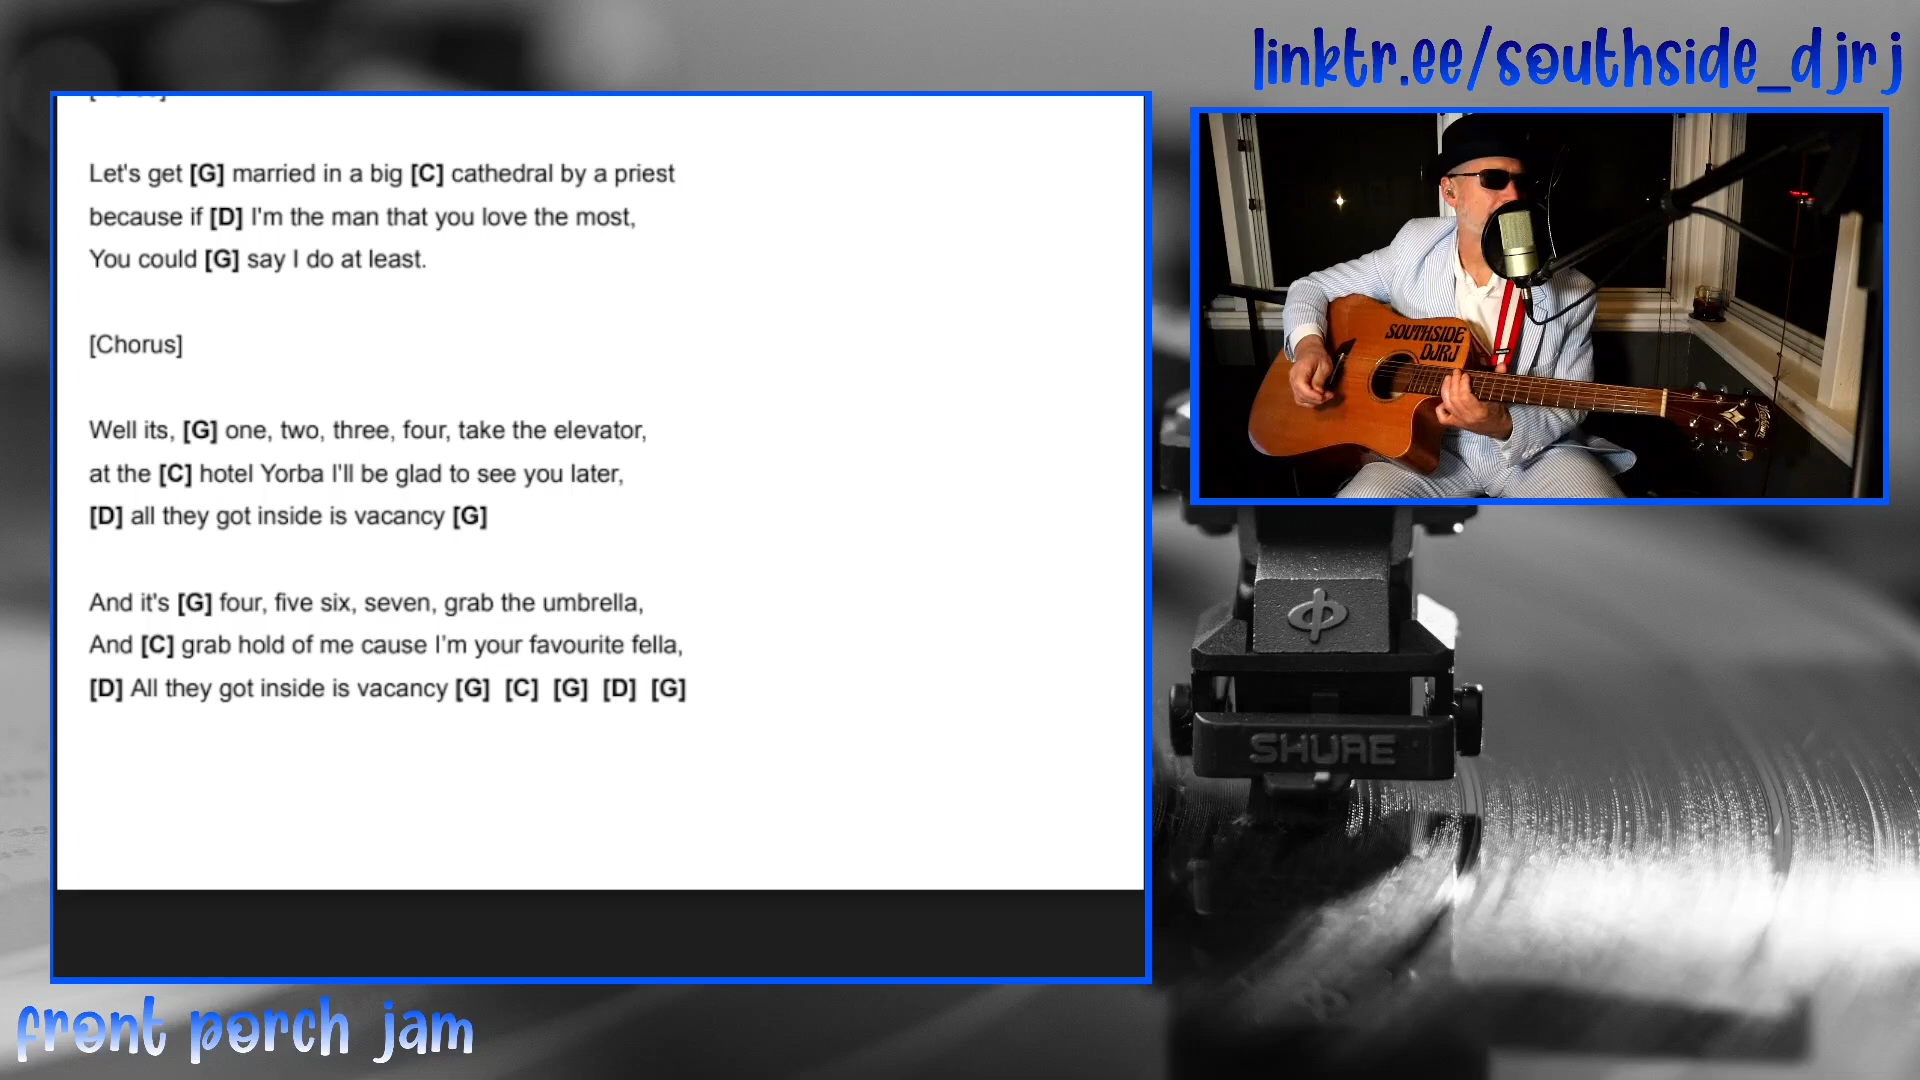 linktr.ee/southside_djrj
Let's get [G] married in a big [C] cathedral by a priest
because if [D] I'm the man that you love the most,
You could [G] say I do at least.
[Chorus]
Well its, [G] one, two, three, four, take the elevator,
at the [C] hotel Yorba I'll be glad to see you later,
[D] all they got inside is vacancy [G]
And it's [G] four, five six, seven, grab the umbrella,
And [C] grab hold of me cause I'm your favourite fella,
[D] All they got inside is vacancy [G] [C] [G] [D] [G]
SOUTHSIDE
DJRJ
SHURE
front porch jam